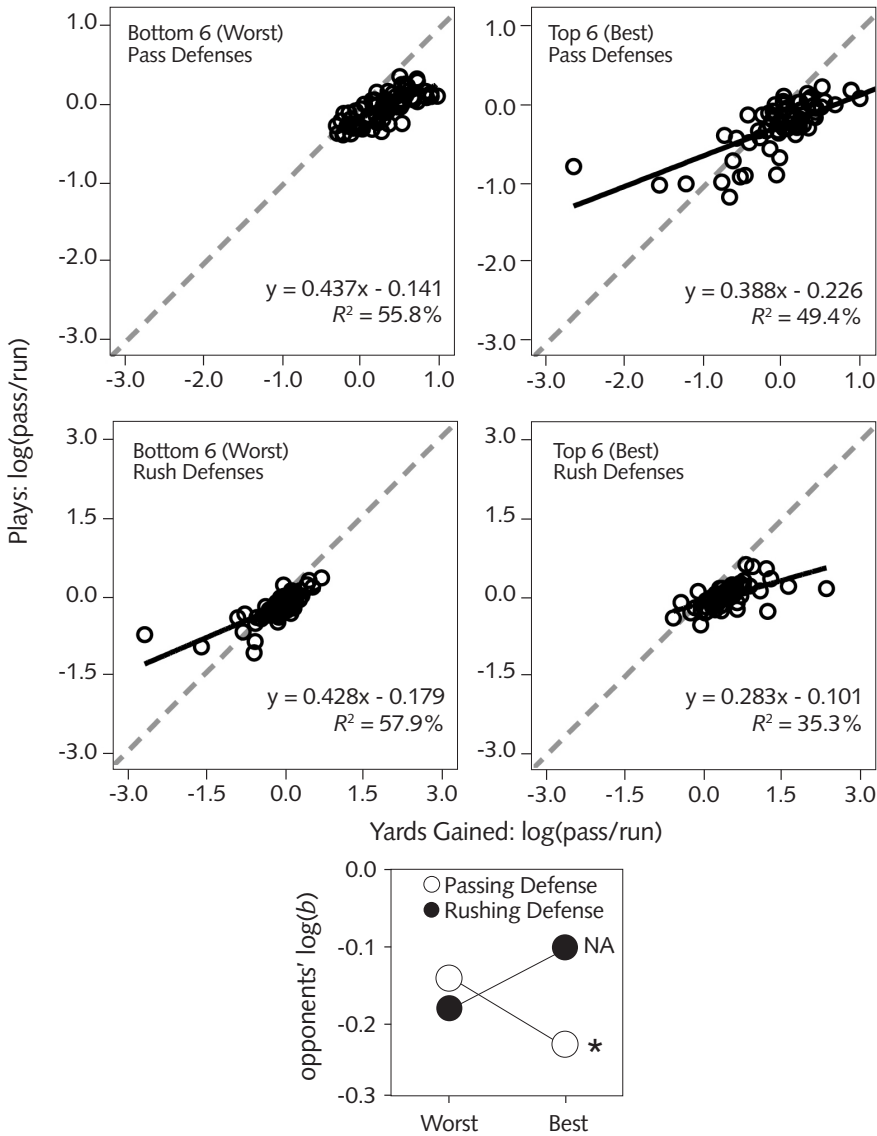 Plays: log(pass/run)
1.0
0.0
-1.0
-2.0
-3.0
Bottom 6 (Worst)
Pass Defenses
y = 0.437x - 0.141
R² = 55.8%
-3.0 -2.0 -1.0 0.0 1.0
1.0
0.0
-1.0
-2.0
-3.0
Top 6 (Best)
Pass Defenses
y = 0.388x - 0.226
R² = 49.4%
-3.0 -2.0 -1.0 0.0 1.0
3.0
1.5
0.0
-1.5
-3.0
Bottom 6 (Worst)
Rush Defenses
y = 0.428x - 0.179
R² = 57.9%
-3.0 -1.5 0.0 1.5 3.0
3.0
1.5
0.0
-1.5
-3.0
Top 6 (Best)
Rush Defenses
y = 0.283x - 0.101
R² = 35.3%
-3.0 -1.5 0.0 1.5 3.0
Yards Gained: log(pass/run)
opponents' log(b)
0.0
-0.1
-0.2
-0.3
Passing Defense
Rushing Defense
NA
*
Worst Best